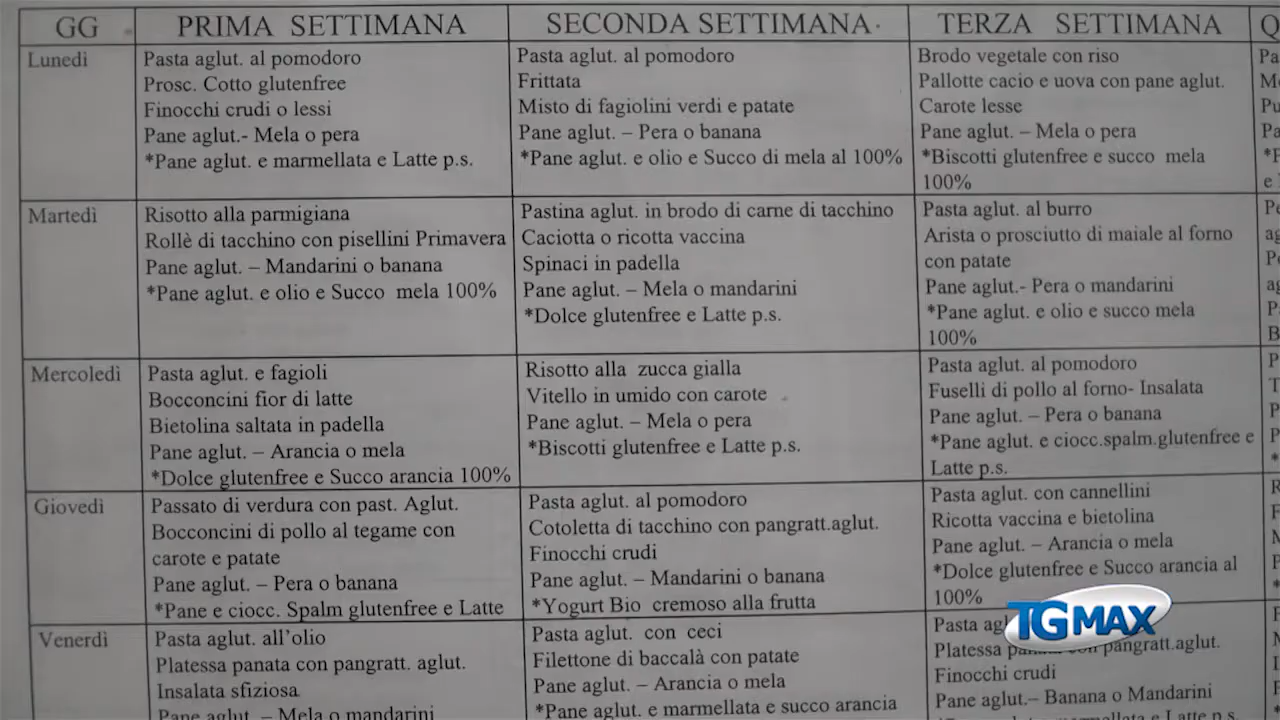 GG
PRIMA SETTIMANA
SECONDA SETTIMANA
TERZA SETTIMANA
Lunedì
Pasta aglut. al pomodoro
Prosc. Cotto glutenfree
Finocchi crudi o lessi
Pane aglut.- Mela o pera
*Pane aglut. e marmellata e Latte p.s.
Pasta aglut. al pomodoro
Frittata
Misto di fagiolini verdi e patate
Pane aglut. – Pera o banana
*Pane aglut. e olio e Succo di mela al 100%
Brodo vegetale con riso
Pallotte cacio e uova con pane aglut.
Carote lesse
Pane aglut. – Mela o pera
*Biscotti glutenfree e succo mela
100%
Martedì
Risotto alla parmigiana
Rollè di tacchino con pisellini Primavera
Pane aglut. – Mandarini o banana
*Pane aglut. e olio e Succo mela 100%
Pastina aglut. in brodo di carne di tacchino
Caciotta o ricotta vaccina
Spinaci in padella
Pane aglut. – Mela o mandarini
*Dolce glutenfree e Latte p.s.
Pasta aglut. al burro
Arista o prosciutto di maiale al forno
con patate
Pane aglut.- Pera o mandarini
*Pane aglut. e olio e succo mela
100%
Mercoledì
Pasta aglut. e fagioli
Bocconcini fior di latte
Bietolina saltata in padella
Pane aglut. – Arancia o mela
*Dolce glutenfree e Succo arancia 100%
Risotto alla zucca gialla
Vitello in umido con carote
Pane aglut. – Mela o pera
*Biscotti glutenfree e Latte p.s.
Pasta aglut. al pomodoro
Fuselli di pollo al forno- Insalata
Pane aglut. – Pera o banana
*Pane aglut. e ciocc.spalm.glutenfree e
Latte p.s.
Giovedì
Passato di verdura con past. Aglut.
Bocconcini di pollo al tegame con
carote e patate
Pane aglut. – Pera o banana
*Pane e ciocc. Spalm glutenfree e Latte
Pasta aglut. al pomodoro
Cotoletta di tacchino con pangratt.aglut.
Finocchi crudi
Pane aglut. – Mandarini o banana
*Yogurt Bio cremoso alla frutta
Pasta aglut. con cannellini
Ricotta vaccina e bietolina
Pane aglut. – Arancia o mela
*Dolce glutenfree e Succo arancia al
100%
Venerdì
Pasta aglut. all'olio
Platessa panata con pangratt. aglut.
Insalata sfiziosa
Pane aglut. – Mela o mandarini
Pasta aglut. con ceci
Filettone di baccalà con patate
Pane aglut. – Arancia o mela
*Pane aglut. e marmellata e succo arancia
Pasta
Platessa panata con pangratt.aglut.
Finocchi crudi
Pane aglut.– Banana o Mandarini
TGMAX